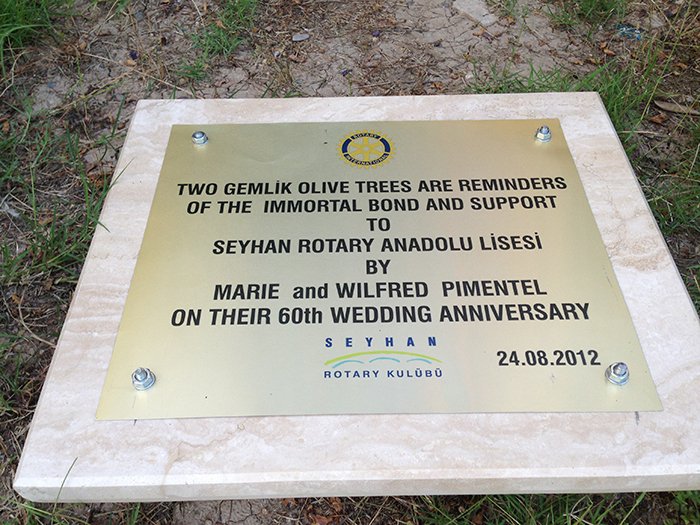 ROTARY
INTERNATIONAL
TWO GEMLİK OLIVE TREES ARE REMINDERS
OF THE IMMORTAL BOND AND SUPPORT
TO
SEYHAN ROTARY ANADOLU LİSESİ
BY
MARIE and WILFRED PIMENTEL
ON THEIR 60th WEDDING ANNIVERSARY
SEYHAN
ROTARY KULÜBÜ
24.08.2012